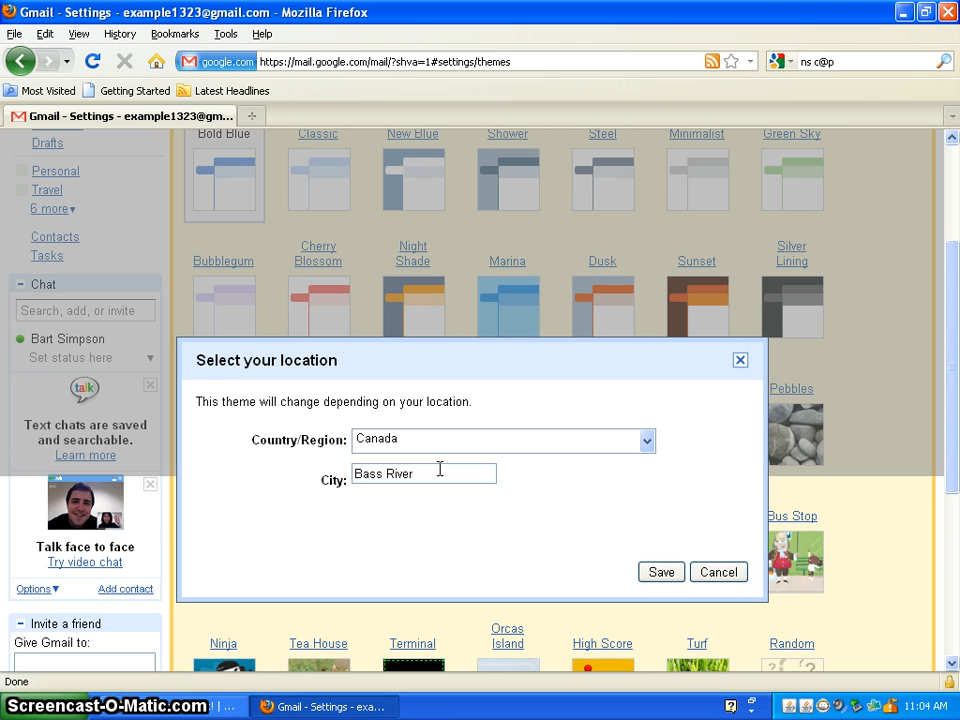 Gmail - Settings - example1323@gmail.com - Mozilla Firefox
File Edit View History Bookmarks Tools Help
google.com https://mail.google.com/mail/?shva=1#settings/themes
ns c@p
Most Visited Getting Started Latest Headlines
Gmail - Settings - example1323@gm...
Drafts
Personal
Travel
6 more▾
Contacts
Tasks
Chat
Search, add, or invite
Bart Simpson
Set status here
talk
Text chats are saved
and searchable.
Learn more
Talk face to face
Try video chat
Options▼ Add contact
Invite a friend
Give Gmail to:
Bold Blue Classic New Blue Shower Steel Minimalist Green Sky
Bubblegum Cherry Blossom Night Shade Marina Dusk Sunset Silver Lining
Pebbles
Bus Stop
Select your location
This theme will change depending on your location.
Country/Region: Canada
City: Bass River
Save Cancel
Ninja Tea House Terminal Orcas Island High Score Turf Random
Done
Screencast-O-Matic.com
! | ...
Gmail - Settings - exa...
11:04 AM